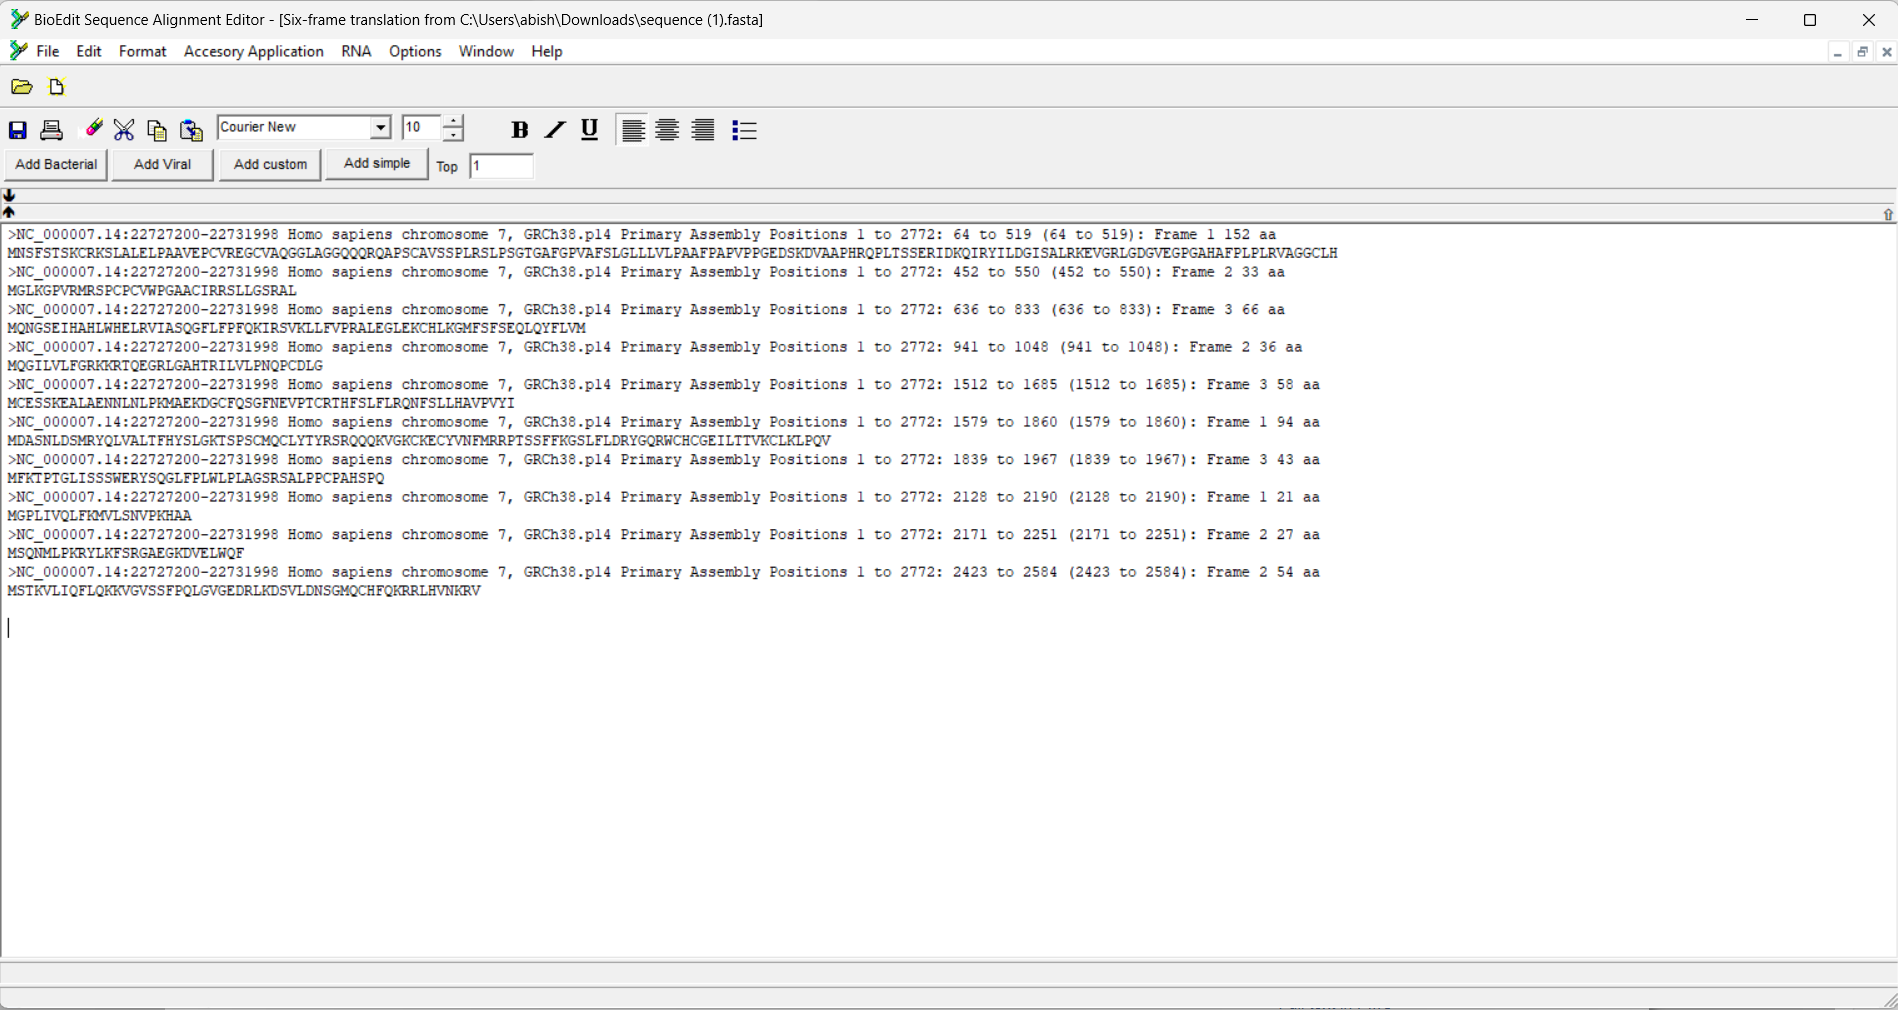 BioEdit Sequence Alignment Editor - [Six-frame translation from C:\Users\abish\Downloads\sequence (1).fasta]
File Edit Format Accesory Application RNA Options Window Help
Courier New 10 B I U
Add Bacterial Add Viral Add custom Add simple Top 1
>NC_000007.14:22727200-22731998 Homo sapiens chromosome 7, GRCh38.p14 Primary Assembly Positions 1 to 2772: 64 to 519 (64 to 519): Frame 1 152 aa
MNSFSTSKCRKSLALELPAAVEPCVREGCVAQGGLAGGQQQRQAPSCAVSSPLRSLPSGTGAFGPVAFSLGLLLVLPAAFPAPVPPGEDSKDVAAPHRQPLTSSERIDKQIRYILDGISALRKEVGRLGDGVEGPGAHAFPLPLRVAGGCLH
>NC_000007.14:22727200-22731998 Homo sapiens chromosome 7, GRCh38.p14 Primary Assembly Positions 1 to 2772: 452 to 550 (452 to 550): Frame 2 33 aa
MGLKGPVRMRSPCPCVWPGAACIRRSLLGSRAL
>NC_000007.14:22727200-22731998 Homo sapiens chromosome 7, GRCh38.p14 Primary Assembly Positions 1 to 2772: 636 to 833 (636 to 833): Frame 3 66 aa
MQNGSEIHAHLWHELRVIASQGFLFPFQKIRSVKLLFVPRALEGLEKCHLKGMFSFSEQLQYFLVM
>NC_000007.14:22727200-22731998 Homo sapiens chromosome 7, GRCh38.p14 Primary Assembly Positions 1 to 2772: 941 to 1048 (941 to 1048): Frame 2 36 aa
MQGILVLFGRKKRTQEGRLGAHTRILVLPNQPCDLG
>NC_000007.14:22727200-22731998 Homo sapiens chromosome 7, GRCh38.p14 Primary Assembly Positions 1 to 2772: 1512 to 1685 (1512 to 1685): Frame 3 58 aa
MCESSKEALAENNLNLPKMAEKDGCFQSGFNEVPTCRTHFSLFLRQNFSLLHAVPVYI
>NC_000007.14:22727200-22731998 Homo sapiens chromosome 7, GRCh38.p14 Primary Assembly Positions 1 to 2772: 1579 to 1860 (1579 to 1860): Frame 1 94 aa
MDASNLDSMRYQLVALTFHYSLGKTSPSCMQCLYTYRSRQQQKVGKCKECYVNFMRRPTSSFFKGSLFLDRYGQRWCHCGEILTTVKCLKLPQV
>NC_000007.14:22727200-22731998 Homo sapiens chromosome 7, GRCh38.p14 Primary Assembly Positions 1 to 2772: 1839 to 1967 (1839 to 1967): Frame 3 43 aa
MFKTPTGLISSSWERYSQGLFPLWLPLAGSRSALPPCPAHSPQ
>NC_000007.14:22727200-22731998 Homo sapiens chromosome 7, GRCh38.p14 Primary Assembly Positions 1 to 2772: 2128 to 2190 (2128 to 2190): Frame 1 21 aa
MGPLIVQLFKMVLSNVPKHAA
>NC_000007.14:22727200-22731998 Homo sapiens chromosome 7, GRCh38.p14 Primary Assembly Positions 1 to 2772: 2171 to 2251 (2171 to 2251): Frame 2 27 aa
MSQNMLPKRYLKFSRGAEGKDVELWQF
>NC_000007.14:22727200-22731998 Homo sapiens chromosome 7, GRCh38.p14 Primary Assembly Positions 1 to 2772: 2423 to 2584 (2423 to 2584): Frame 2 54 aa
MSTKVLIQFLQKKVGVSSFPQLGVGEDRLKDSVLDNSGMQCHFQKRRLHVNKRV